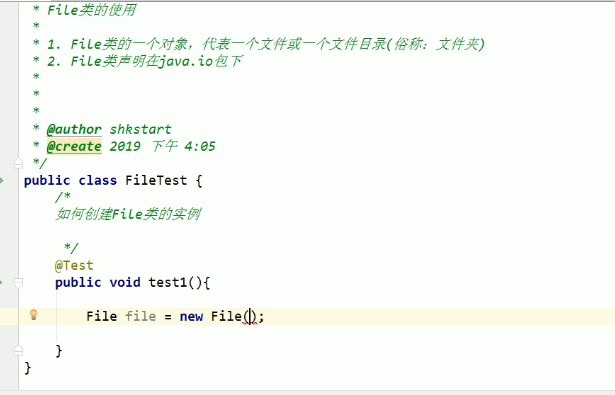 * File类的使用
*
* 1. File类的一个对象，代表一个文件或一个文件目录(俗称：文件夹)
* 2. File类声明在java.io包下
*
*
*
* @author shkstart
* @create 2019 下午 4:05
*/
public class FileTest {
/*
如何创建File类的实例
*/
@Test
public void test1(){
File file = new File();
}
}